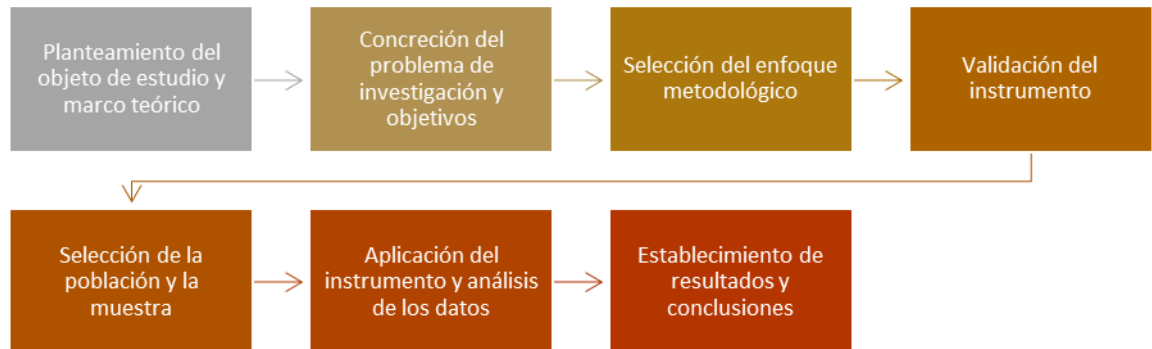 Planteamiento del
objeto de estudio y
marco teórico
Concreción del
problema de
investigación y
objetivos
Selección del enfoque
metodológico
Validación del
instrumento
Selección de la
población y la
muestra
Aplicación del
instrumento y análisis
de los datos
Establecimiento de
resultados y
conclusiones